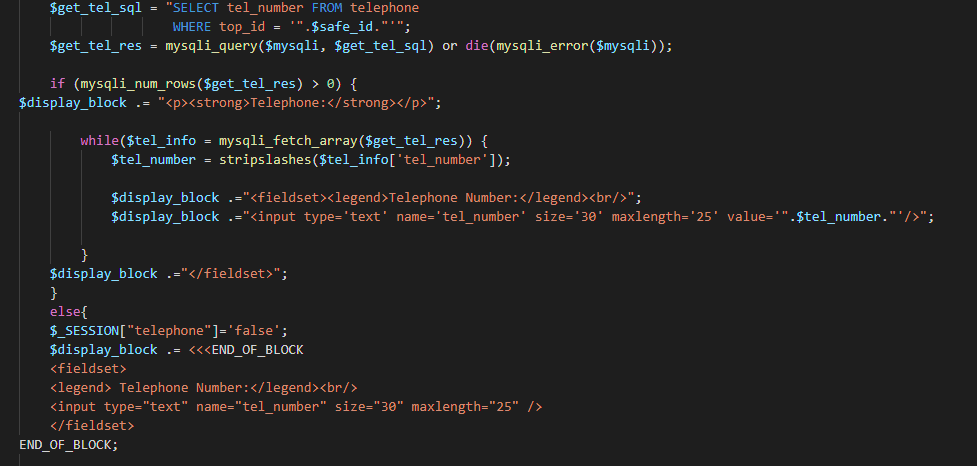 $get_tel_sql = "SELECT tel_number FROM telephone
WHERE top_id = '".$safe_id."'";
$get_tel_res = mysqli_query($mysqli, $get_tel_sql) or die(mysqli_error($mysqli));
if (mysqli_num_rows($get_tel_res) > 0) {
$display_block .= "<p><strong>Telephone:</strong></p>";
while($tel_info = mysqli_fetch_array($get_tel_res)) {
$tel_number = stripslashes($tel_info['tel_number']);
$display_block .="<fieldset><legend>Telephone Number:</legend><br/>";
$display_block .="<input type='text' name='tel_number' size='30' maxlength='25' value='".$tel_number."'/>";
}
$display_block .="</fieldset>";
}
else{
$_SESSION["telephone"]='false';
$display_block .= <<<END_OF_BLOCK
<fieldset>
<legend> Telephone Number:</legend><br/>
<input type="text" name="tel_number" size="30" maxlength="25" />
</fieldset>
END_OF_BLOCK;